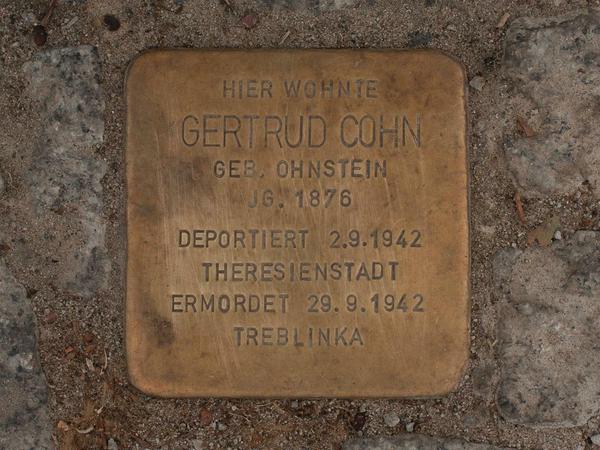 HIER WOHNTE
GERTRUD COHN
GEB. OHNSTEIN
JG. 1876
DEPORTIERT 2.9.1942
THERESIENSTADT
ERMORDET 29.9.1942
TREBLINKA